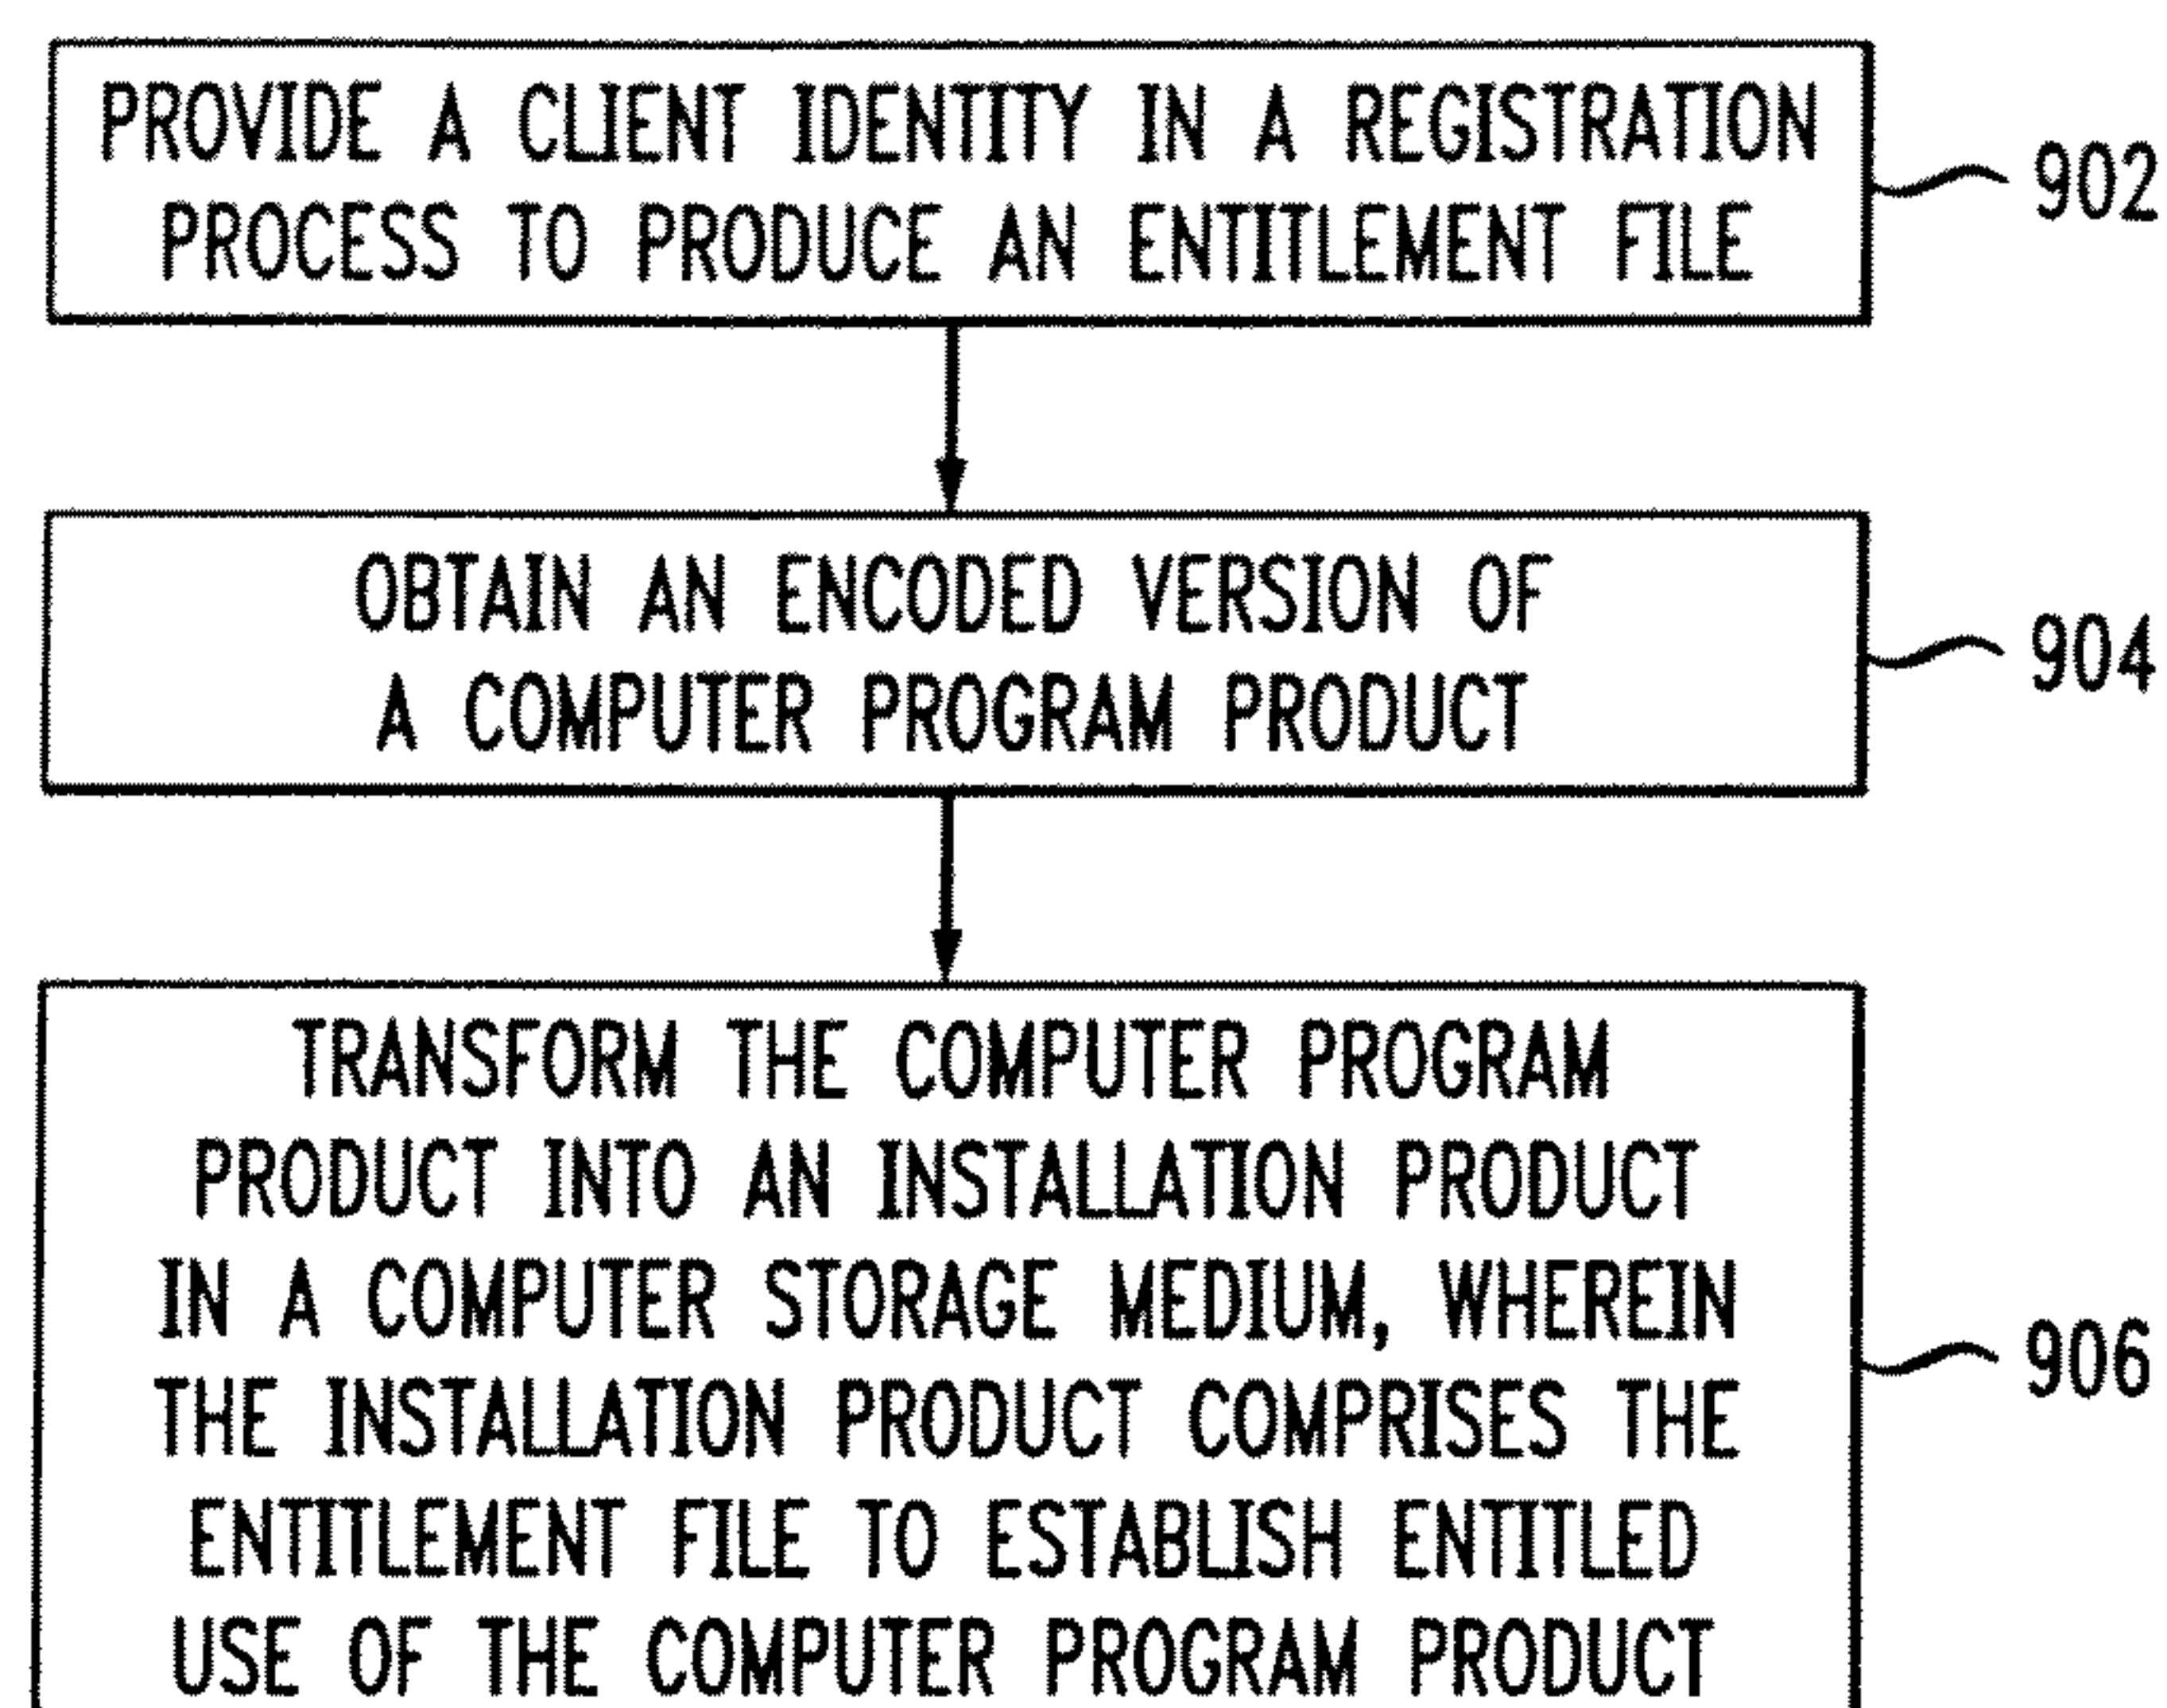 PROVIDE A CLIENT IDENTITY IN A REGISTRATION
PROCESS TO PRODUCE AN ENTITLEMENT FILE
902
OBTAIN AN ENCODED VERSION OF
A COMPUTER PROGRAM PRODUCT
904
TRANSFORM THE COMPUTER PROGRAM
PRODUCT INTO AN INSTALLATION PRODUCT
IN A COMPUTER STORAGE MEDIUM, WHEREIN
THE INSTALLATION PRODUCT COMPRISES THE
ENTITLEMENT FILE TO ESTABLISH ENTITLED
USE OF THE COMPUTER PROGRAM PRODUCT
906